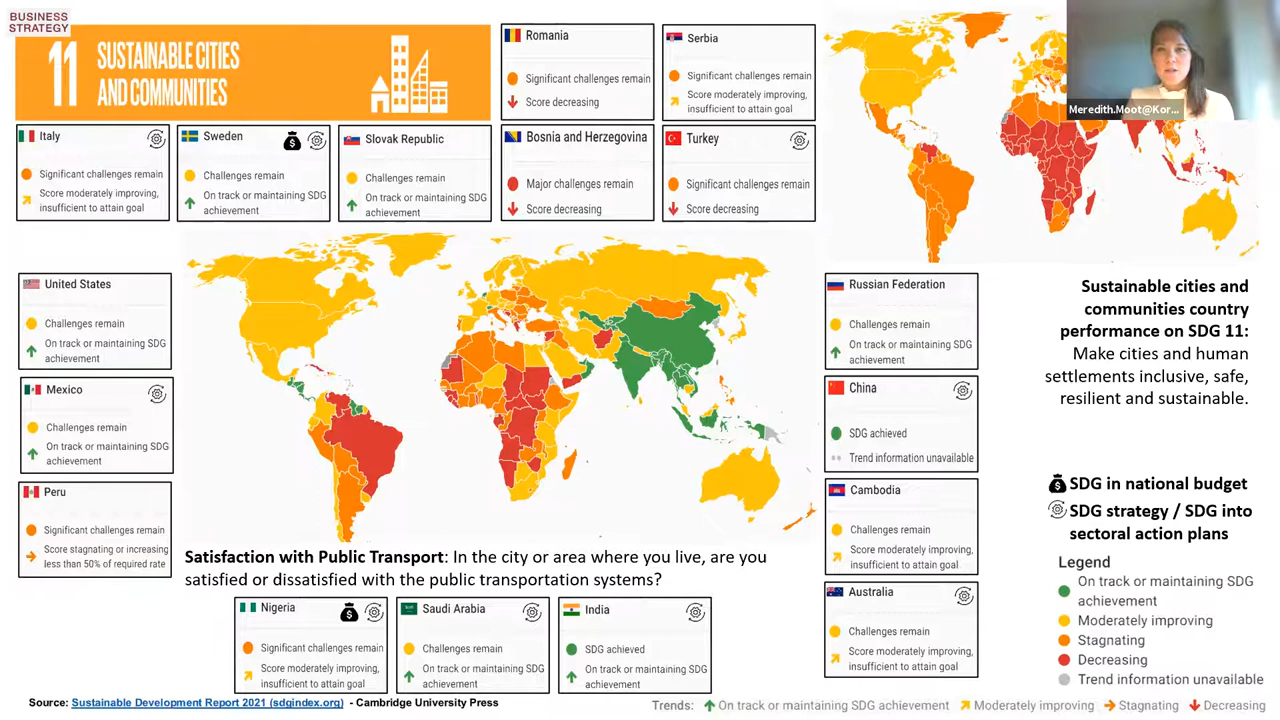 BUSINESS
STRATEGY
11 SUSTAINABLE CITIES
AND COMMUNITIES
Romania
Significant challenges remain
Score decreasing
Serbia
Significant challenges remain
Score moderately improving,
insufficient to attain goal
Meredith.Moot@Kor...
Italy
Significant challenges remain
Score moderately improving,
insufficient to attain goal
Sweden
Challenges remain
On track or maintaining SDG
achievement
Slovak Republic
Challenges remain
On track or maintaining SDG
achievement
Bosnia and Herzegovina
Major challenges remain
Score decreasing
Turkey
Significant challenges remain
Score decreasing
United States
Challenges remain
On track or maintaining SDG
achievement
Mexico
Challenges remain
On track or maintaining SDG
achievement
Peru
Significant challenges remain
Score stagnating or increasing
less than 50% of required rate
Satisfaction with Public Transport: In the city or area where you live, are you
satisfied or dissatisfied with the public transportation systems?
Nigeria
Significant challenges remain
Score moderately improving,
insufficient to attain goal
Saudi Arabia
Challenges remain
On track or maintaining SDG
achievement
India
SDG achieved
On track or maintaining SDG
achievement
Russian Federation
Challenges remain
On track or maintaining SDG
achievement
China
SDG achieved
Trend information unavailable
Cambodia
Challenges remain
Score moderately improving,
insufficient to attain goal
Australia
Challenges remain
Score moderately improving,
insufficient to attain goal
Sustainable cities and
communities country
performance on SDG 11:
Make cities and human
settlements inclusive, safe,
resilient and sustainable.
SDG in national budget
SDG strategy / SDG into
sectoral action plans
Legend
On track or maintaining SDG
achievement
Moderately improving
Stagnating
Decreasing
Trend information unavailable
Source: Sustainable Development Report 2021 (sdgindex.org) - Cambridge University Press
Trends: On track or maintaining SDG achievement Moderately improving Stagnating Decreasing